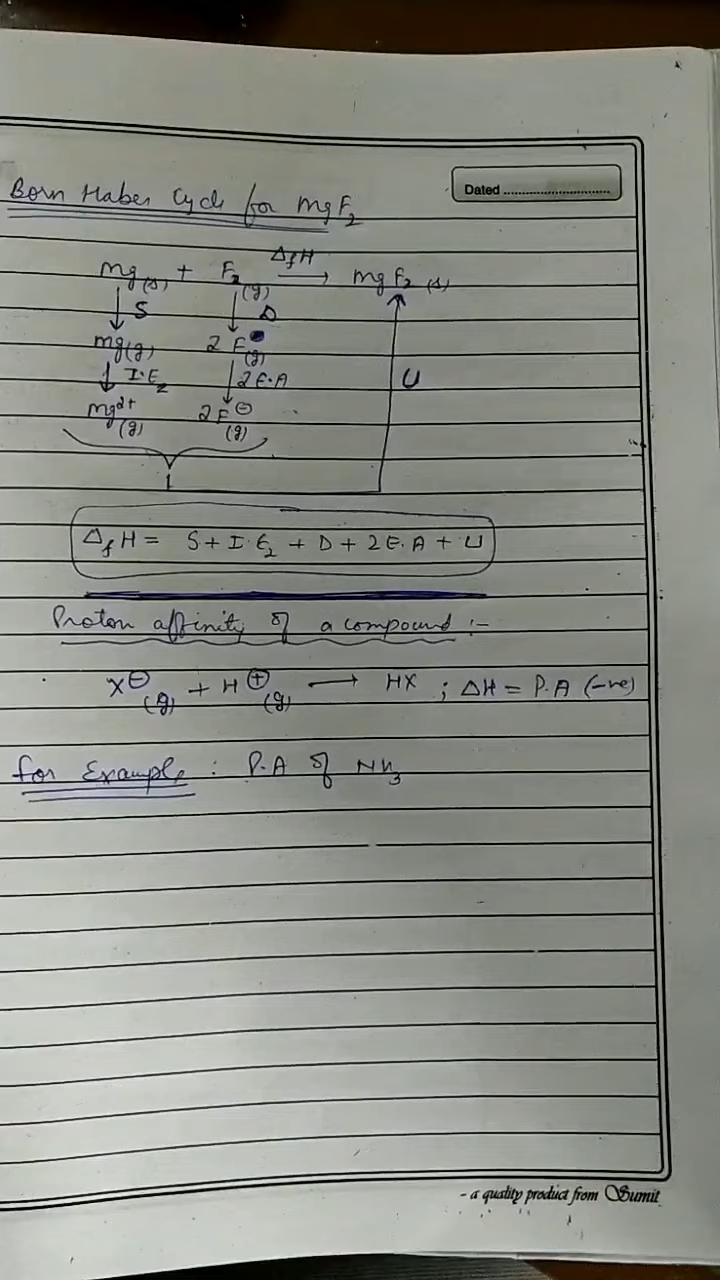 Dated ..............................
Born Haber Cycle for MgF₂
Mg(s) + F₂(g) ΔfH → MgF₂(s)
↓ S ↓ D
Mg(g) 2F(g)
↓ I.E₂ ↓ 2E.A U
Mg²⁺(g) 2F⊖(g)
ΔfH = S + I.E₂ + D + 2E.A + U
Proton affinity of a compound :-
X⊖(g) + H⊕(g) → HX ; ΔH = P.A (-ve)
for Example : P.A of NH₃
- a quality product from Sumit